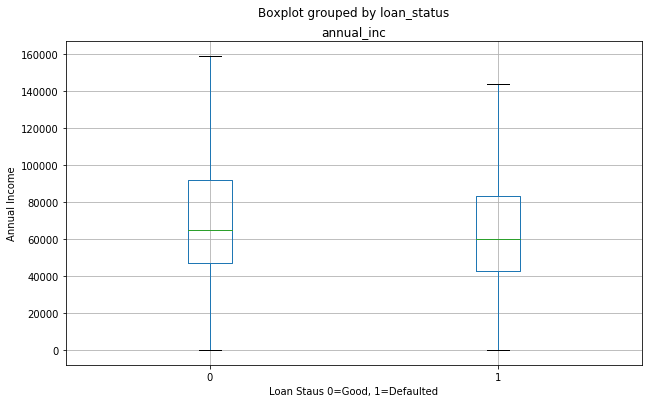 Boxplot grouped by loan_status
annual_inc
160000
140000
120000
100000
80000
60000
40000
20000
0
Annual Income
0
1
Loan Staus 0=Good, 1=Defaulted